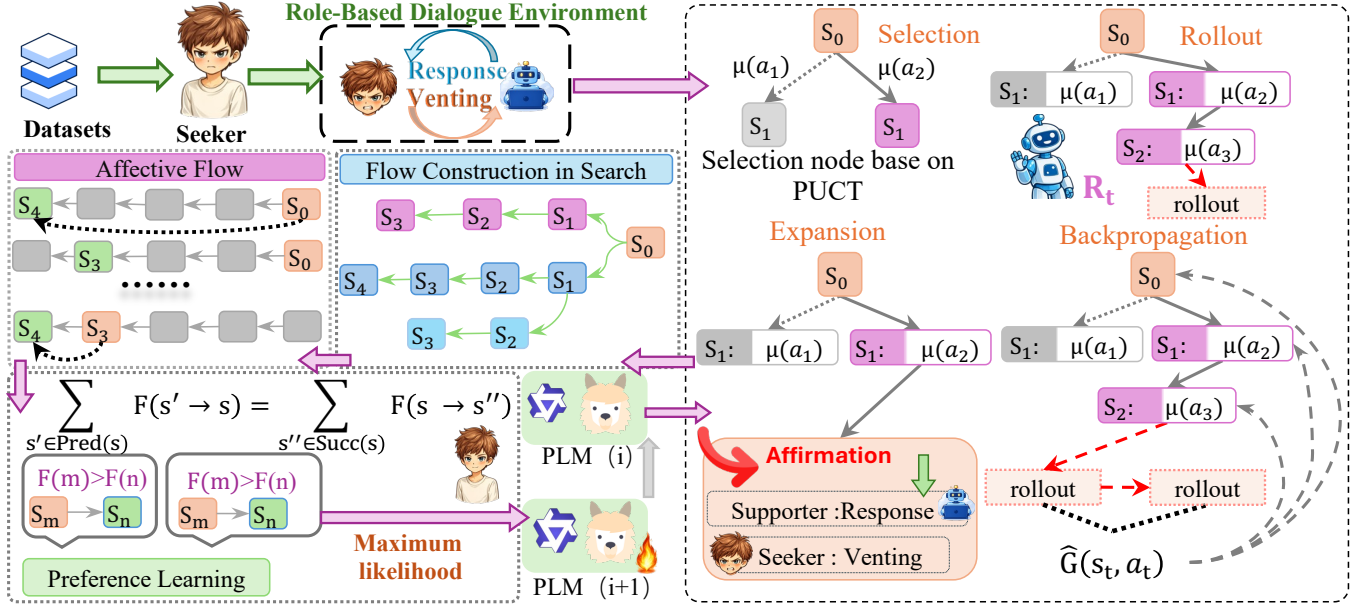 Role-Based Dialogue Environment
Datasets
Seeker
Response
Venting
Affective Flow
S₄
S₀
S₃
S₀
......
S₄
S₃
Flow Construction in Search
S₃
S₂
S₁
S₀
S₄
S₃
S₂
S₁
S₃
S₂
∑ F(s′ → s) = ∑ F(s → s″)
s′∈Pred(s)
s″∈Succ(s)
F(m)>F(n)
Sₘ
Sₙ
F(m)>F(n)
Sₘ
Sₙ
Preference Learning
Maximum
likelihood
PLM (i)
PLM (i+1)
S₀
Selection
μ(a₁)
μ(a₂)
S₁
S₁
Selection node base on
PUCT
S₀
Rollout
S₁:
μ(a₁)
S₁:
μ(a₂)
S₂:
μ(a₃)
Rₜ
rollout
Expansion
S₀
S₁:
μ(a₁)
S₁:
μ(a₂)
Affirmation
Supporter :Response
Seeker : Venting
Backpropagation
S₀
S₁:
μ(a₁)
S₁:
μ(a₂)
S₂:
μ(a₃)
rollout
rollout
Ĝ(sₜ, aₜ)